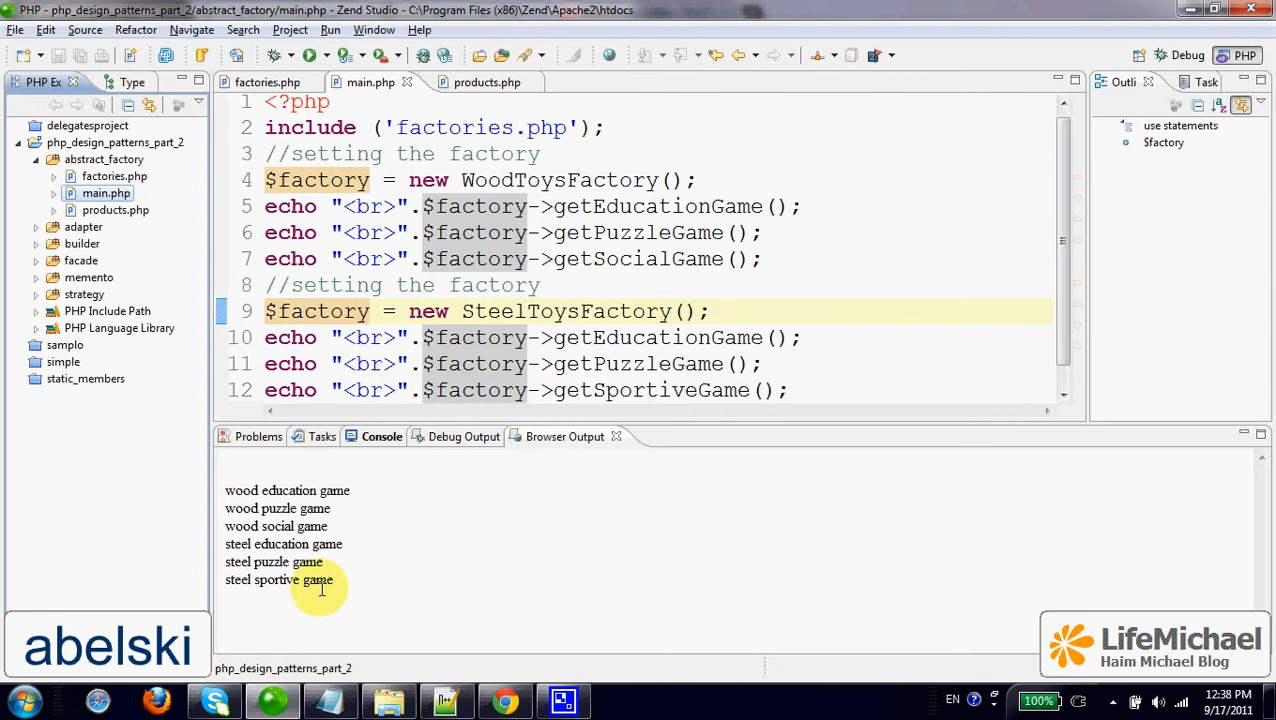 PHP - php_design_patterns_part_2/abstract_factory/main.php - Zend Studio - C:\Program Files (x86)\Zend\Apache2\htdocs
File Edit Source Refactor Navigate Search Project Run Window Help
Debug PHP
PHP Ex Type
delegatesproject
php_design_patterns_part_2
abstract_factory
factories.php
main.php
products.php
adapter
builder
facade
memento
strategy
PHP Include Path
PHP Language Library
samplo
simple
static_members
factories.php main.php products.php
1 <?php
2 include ('factories.php');
3 //setting the factory
4 $factory = new WoodToysFactory();
5 echo "<br>".$factory->getEducationGame();
6 echo "<br>".$factory->getPuzzleGame();
7 echo "<br>".$factory->getSocialGame();
8 //setting the factory
9 $factory = new SteelToysFactory();
10 echo "<br>".$factory->getEducationGame();
11 echo "<br>".$factory->getPuzzleGame();
12 echo "<br>".$factory->getSportiveGame();
Outli Task
use statements
$factory
Problems Tasks Console Debug Output Browser Output
wood education game
wood puzzle game
wood social game
steel education game
steel puzzle game
steel sportive game
abelski
LifeMichael
Haim Michael Blog
php_design_patterns_part_2
EN 100% 12:38 PM
9/17/2011